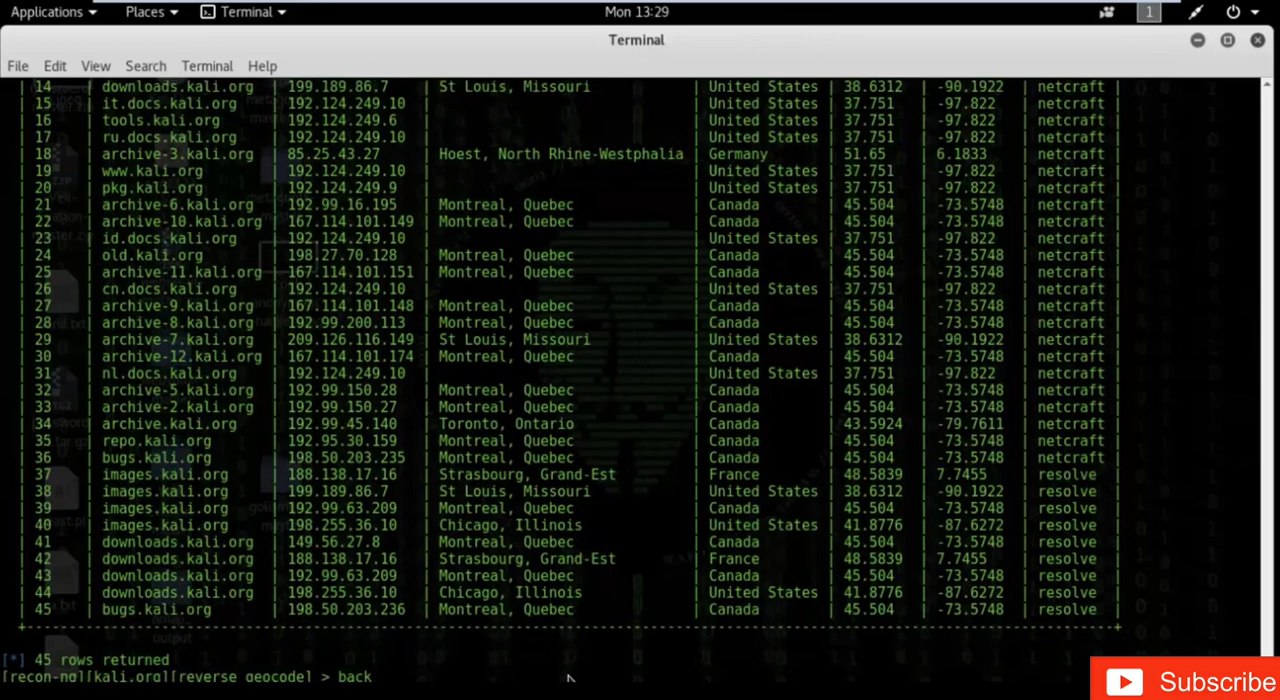 Applications Places Terminal Mon 13:29 1
Terminal
File Edit View Search Terminal Help
| 14 | downloads.kali.org | 199.189.86.7 | St Louis, Missouri | United States | 38.6312 | -90.1922 | netcraft |
| 15 | it.docs.kali.org | 192.124.249.10 | | United States | 37.751 | -97.822 | netcraft |
| 16 | tools.kali.org | 192.124.249.6 | | United States | 37.751 | -97.822 | netcraft |
| 17 | ru.docs.kali.org | 192.124.249.10 | | United States | 37.751 | -97.822 | netcraft |
| 18 | archive-3.kali.org | 85.25.43.27 | Hoest, North Rhine-Westphalia | Germany | 51.65 | 6.1833 | netcraft |
| 19 | www.kali.org | 192.124.249.10 | | United States | 37.751 | -97.822 | netcraft |
| 20 | pkg.kali.org | 192.124.249.9 | | United States | 37.751 | -97.822 | netcraft |
| 21 | archive-6.kali.org | 192.99.16.195 | Montreal, Quebec | Canada | 45.504 | -73.5748 | netcraft |
| 22 | archive-10.kali.org | 167.114.101.149 | Montreal, Quebec | Canada | 45.504 | -73.5748 | netcraft |
| 23 | id.docs.kali.org | 192.124.249.10 | | United States | 37.751 | -97.822 | netcraft |
| 24 | old.kali.org | 198.27.70.128 | Montreal, Quebec | Canada | 45.504 | -73.5748 | netcraft |
| 25 | archive-11.kali.org | 167.114.101.151 | Montreal, Quebec | Canada | 45.504 | -73.5748 | netcraft |
| 26 | cn.docs.kali.org | 192.124.249.10 | | United States | 37.751 | -97.822 | netcraft |
| 27 | archive-9.kali.org | 167.114.101.148 | Montreal, Quebec | Canada | 45.504 | -73.5748 | netcraft |
| 28 | archive-8.kali.org | 192.99.200.113 | Montreal, Quebec | Canada | 45.504 | -73.5748 | netcraft |
| 29 | archive-7.kali.org | 209.126.116.149 | St Louis, Missouri | United States | 38.6312 | -90.1922 | netcraft |
| 30 | archive-12.kali.org | 167.114.101.174 | Montreal, Quebec | Canada | 45.504 | -73.5748 | netcraft |
| 31 | nl.docs.kali.org | 192.124.249.10 | | United States | 37.751 | -97.822 | netcraft |
| 32 | archive-5.kali.org | 192.99.150.28 | Montreal, Quebec | Canada | 45.504 | -73.5748 | netcraft |
| 33 | archive-2.kali.org | 192.99.150.27 | Montreal, Quebec | Canada | 45.504 | -73.5748 | netcraft |
| 34 | archive.kali.org | 192.99.45.140 | Toronto, Ontario | Canada | 43.5924 | -79.7611 | netcraft |
| 35 | repo.kali.org | 192.95.30.159 | Montreal, Quebec | Canada | 45.504 | -73.5748 | netcraft |
| 36 | bugs.kali.org | 198.50.203.235 | Montreal, Quebec | Canada | 45.504 | -73.5748 | netcraft |
| 37 | images.kali.org | 188.138.17.16 | Strasbourg, Grand-Est | France | 48.5839 | 7.7455 | resolve |
| 38 | images.kali.org | 199.189.86.7 | St Louis, Missouri | United States | 38.6312 | -90.1922 | resolve |
| 39 | images.kali.org | 192.99.63.209 | Montreal, Quebec | Canada | 45.504 | -73.5748 | resolve |
| 40 | images.kali.org | 198.255.36.10 | Chicago, Illinois | United States | 41.8776 | -87.6272 | resolve |
| 41 | downloads.kali.org | 149.56.27.8 | Montreal, Quebec | Canada | 45.504 | -73.5748 | resolve |
| 42 | downloads.kali.org | 188.138.17.16 | Strasbourg, Grand-Est | France | 48.5839 | 7.7455 | resolve |
| 43 | downloads.kali.org | 192.99.63.209 | Montreal, Quebec | Canada | 45.504 | -73.5748 | resolve |
| 44 | downloads.kali.org | 198.255.36.10 | Chicago, Illinois | United States | 41.8776 | -87.6272 | resolve |
| 45 | bugs.kali.org | 198.50.203.236 | Montreal, Quebec | Canada | 45.504 | -73.5748 | resolve |
[*] 45 rows returned
[recon-ng][kali.org][reverse_geocode] > back
Subscribe